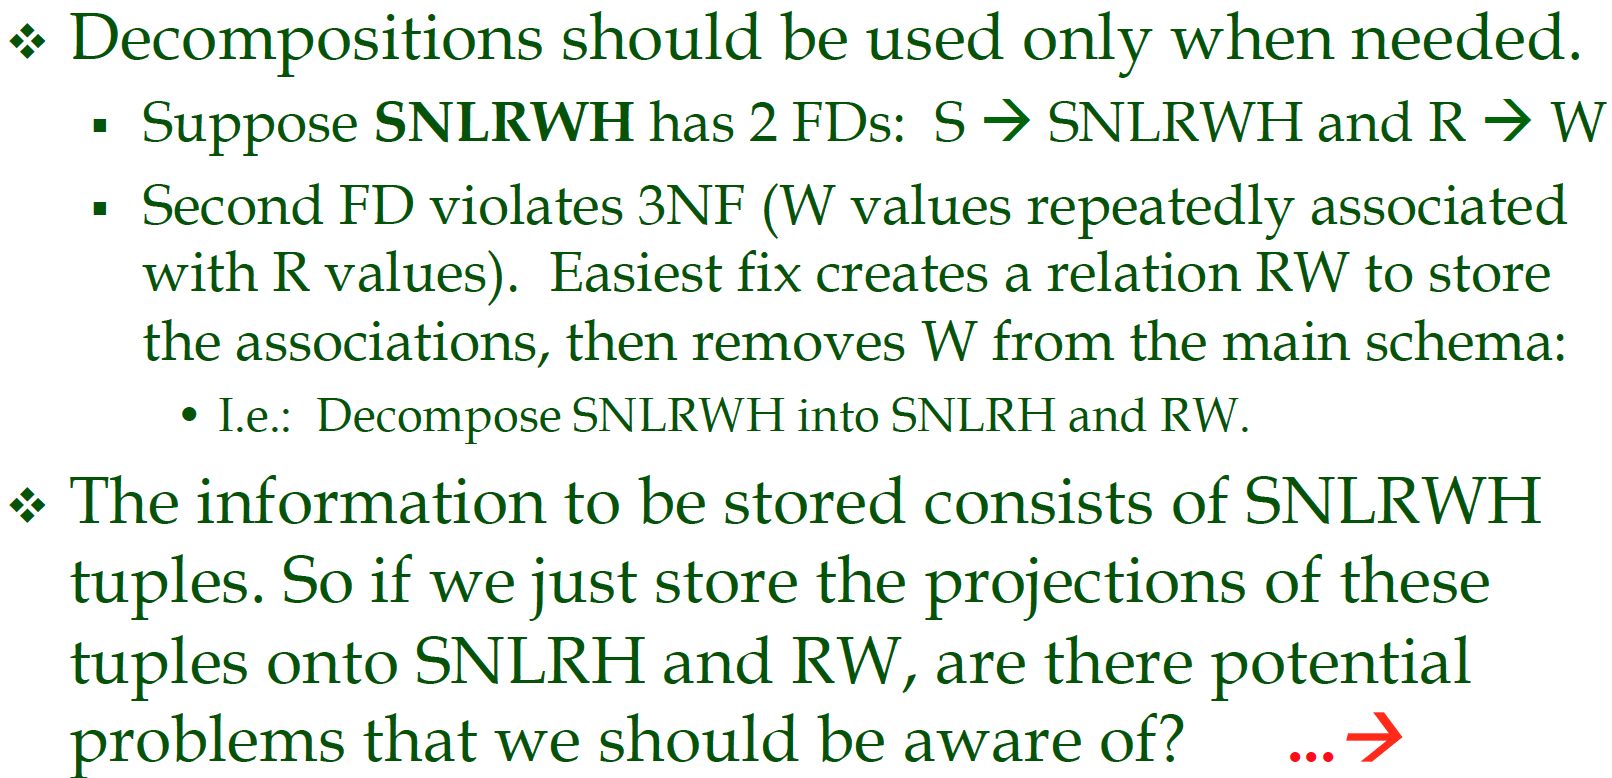 ❖ Decompositions should be used only when needed.
▪ Suppose SNLRWH has 2 FDs: S → SNLRWH and R → W
▪ Second FD violates 3NF (W values repeatedly associated
with R values). Easiest fix creates a relation RW to store
the associations, then removes W from the main schema:
• I.e.: Decompose SNLRWH into SNLRH and RW.
❖ The information to be stored consists of SNLRWH
tuples. So if we just store the projections of these
tuples onto SNLRH and RW, are there potential
problems that we should be aware of? ...→